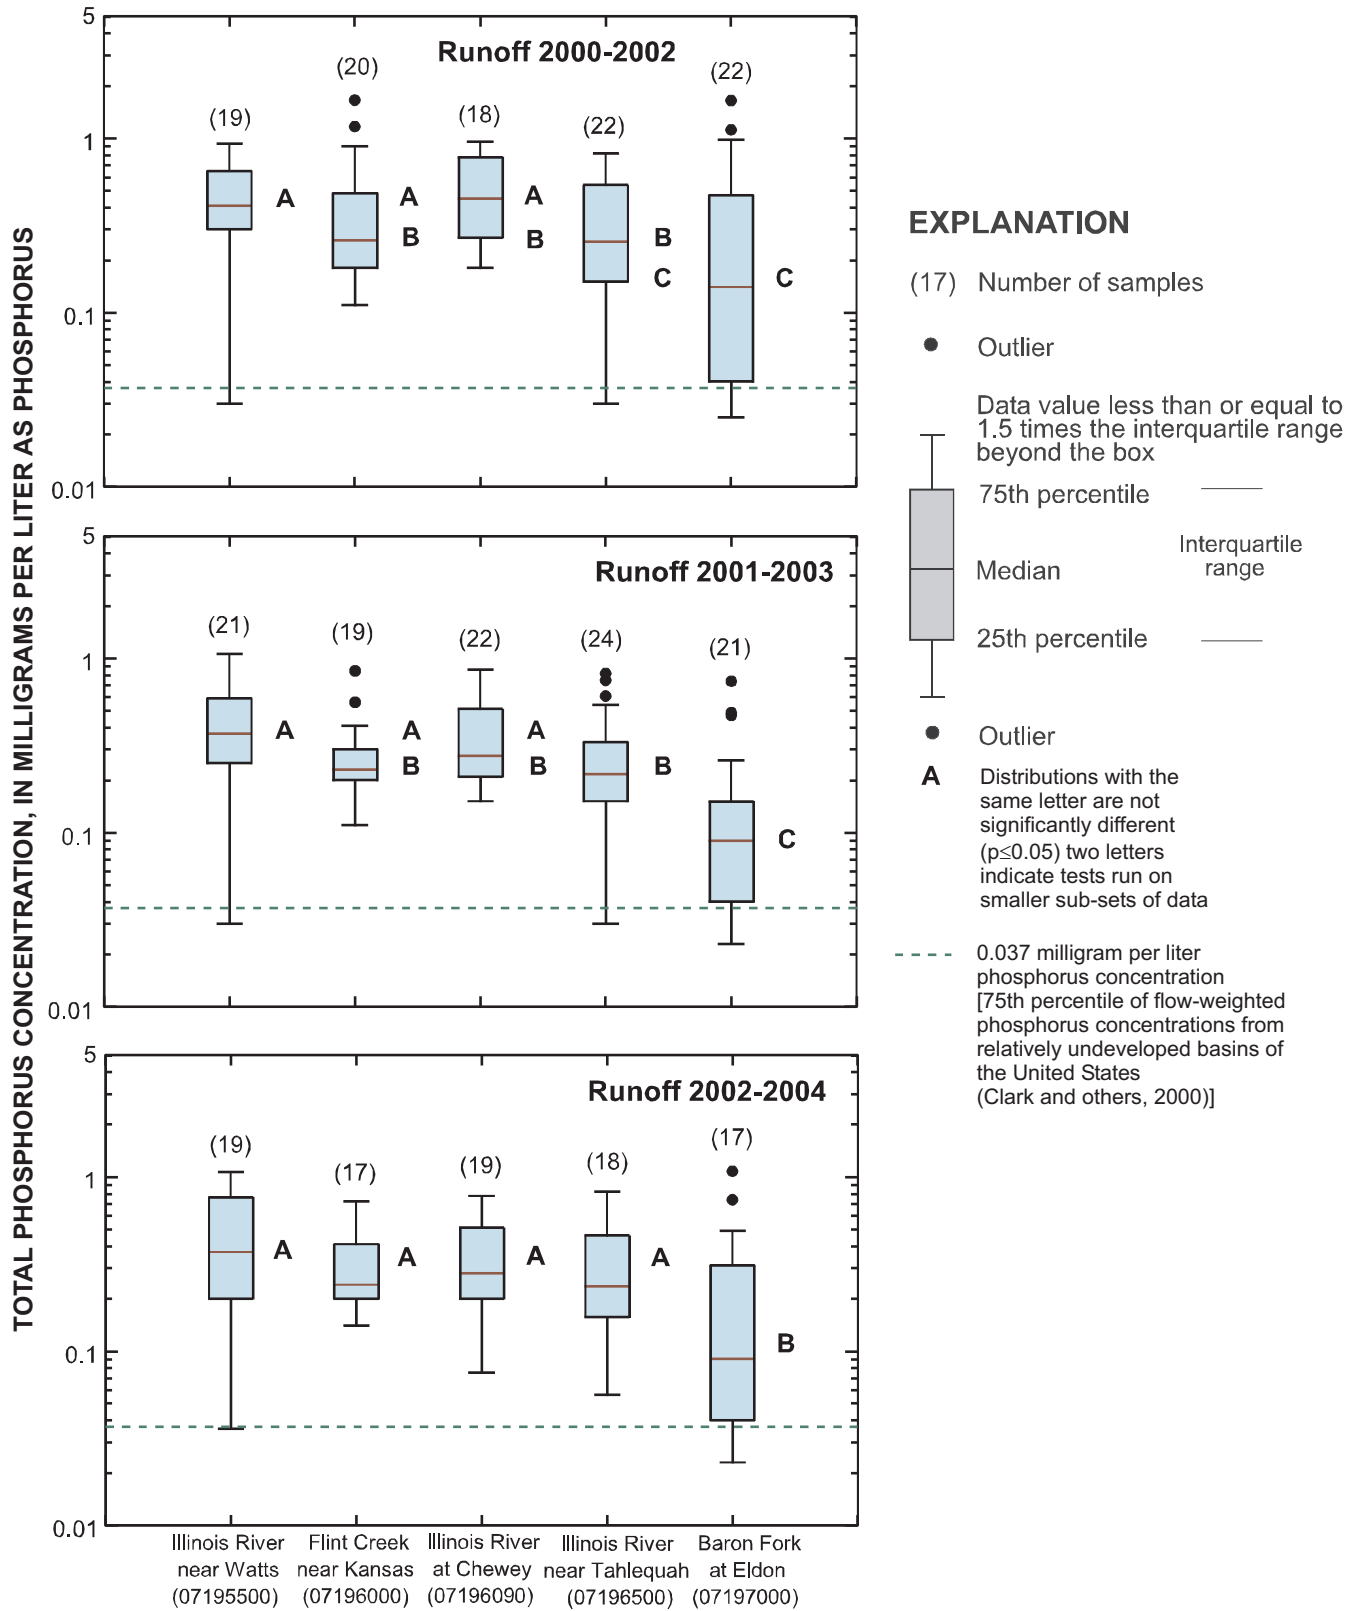 TOTAL PHOSPHORUS CONCENTRATION, IN MILLIGRAMS PER LITER AS PHOSPHORUS
5
1
0.1
0.01
Runoff 2000-2002
(19)
(20)
(18)
(22)
(22)
A
A
B
A
B
B
C
C
5
1
0.1
0.01
Runoff 2001-2003
(21)
(19)
(22)
(24)
(21)
A
A
B
A
B
B
C
5
1
0.1
0.01
Runoff 2002-2004
(19)
(17)
(19)
(18)
(17)
A
A
A
A
B
Illinois River
near Watts
(07195500)
Flint Creek
near Kansas
(07196000)
Illinois River
at Chewey
(07196090)
Illinois River
near Tahlequah
(07196500)
Baron Fork
at Eldon
(07197000)
EXPLANATION
(17) Number of samples
Outlier
Data value less than or equal to
1.5 times the interquartile range
beyond the box
75th percentile
Interquartile
range
Median
25th percentile
Outlier
A Distributions with the
same letter are not
significantly different
(p≤0.05) two letters
indicate tests run on
smaller sub-sets of data
0.037 milligram per liter
phosphorus concentration
[75th percentile of flow-weighted
phosphorus concentrations from
relatively undeveloped basins of
the United States
(Clark and others, 2000)]